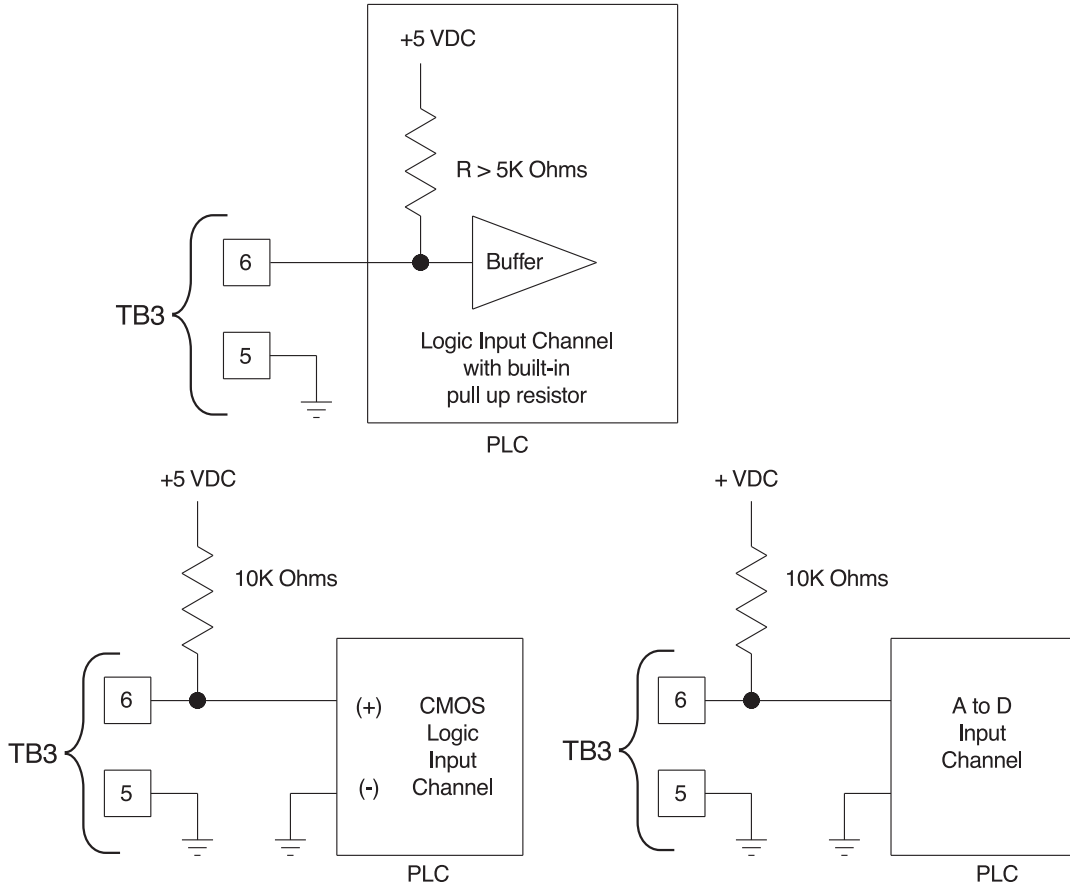 +5 VDC
R > 5K Ohms
6
Buffer
TB3
5
Logic Input Channel
with built-in
pull up resistor
PLC
+5 VDC
10K Ohms
6
TB3
5
(+)
(-)
CMOS
Logic
Input
Channel
PLC
+ VDC
10K Ohms
6
TB3
5
A to D
Input
Channel
PLC